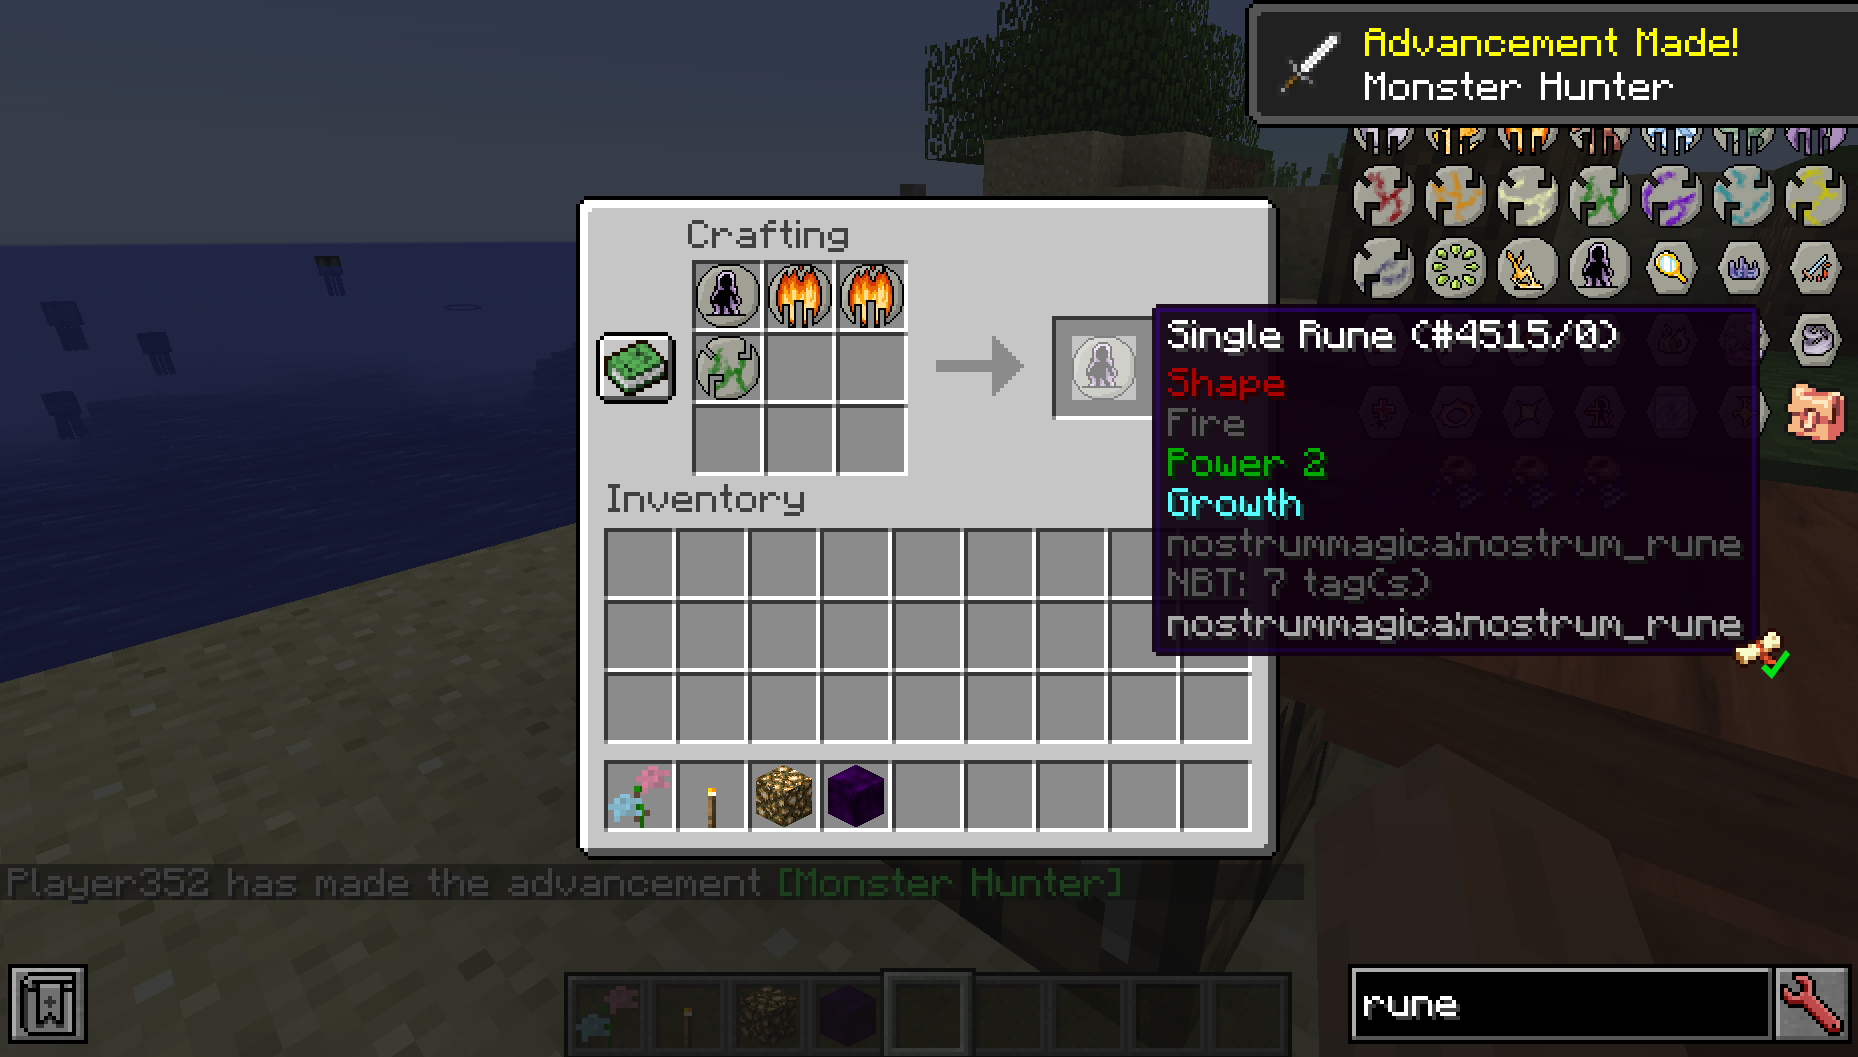 Advancement Made!
Monster Hunter
Crafting
Single Rune (#4515/0)
Shape
Fire
Power 2
Growth
nostrummagica:nostrum_rune
NBT: 7 tag(s)
nostrummagica:nostrum_rune
Inventory
Player352 has made the advancement [Monster Hunter]
rune